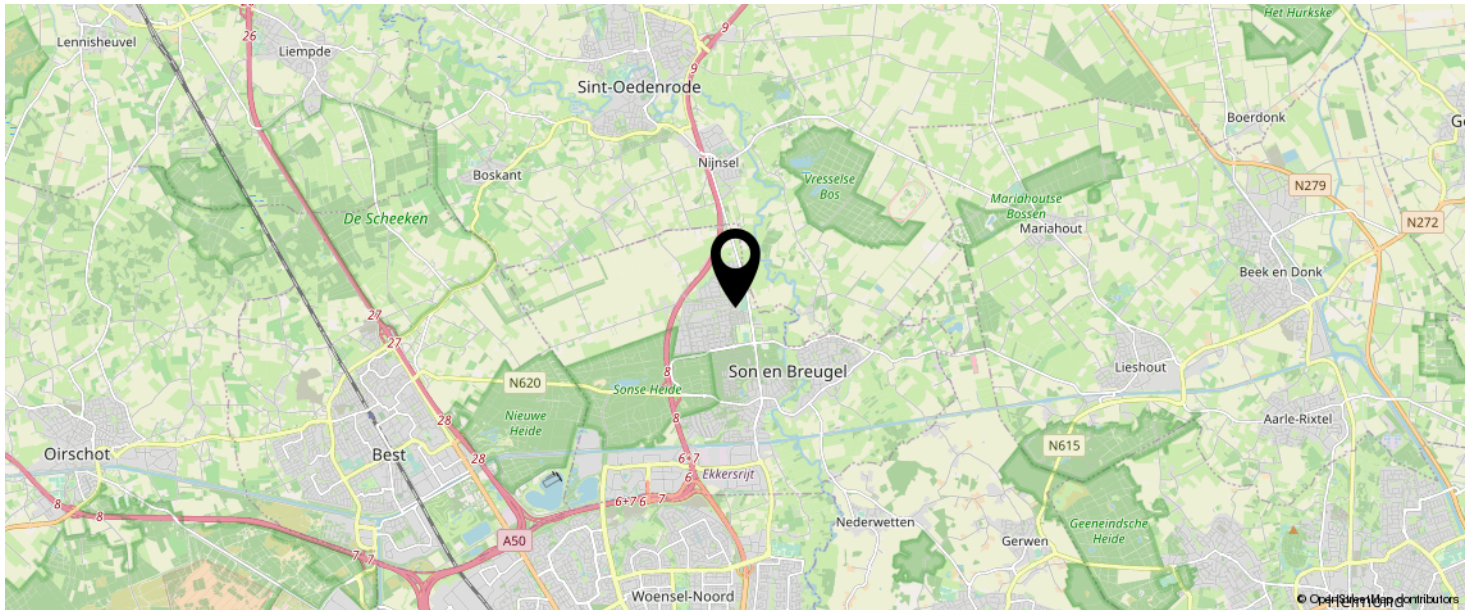 Het Hurkske
26
Lennisheuvel
Liempde
9
9
Sint-Oedenrode
Boerdonk
Nijnsel
Boskant
Vresselse
Bos
N279
Mariahoutse
Bossen
De Scheeken
N272
Mariahout
Beek en Donk
27
27
Lieshout
8
Son en Breugel
N620
Sonse Heide
Nieuwe
Heide
28
8
Aarle-Rixtel
N615
Oirschot
Best
28
6+7
6
Ekkersrijt
8
8
6+7
6
7
Nederwetten
Geeneindsche
Heide
A50
Gerwen
7
7
Woensel-Noord
© OpenStreetMap contributors